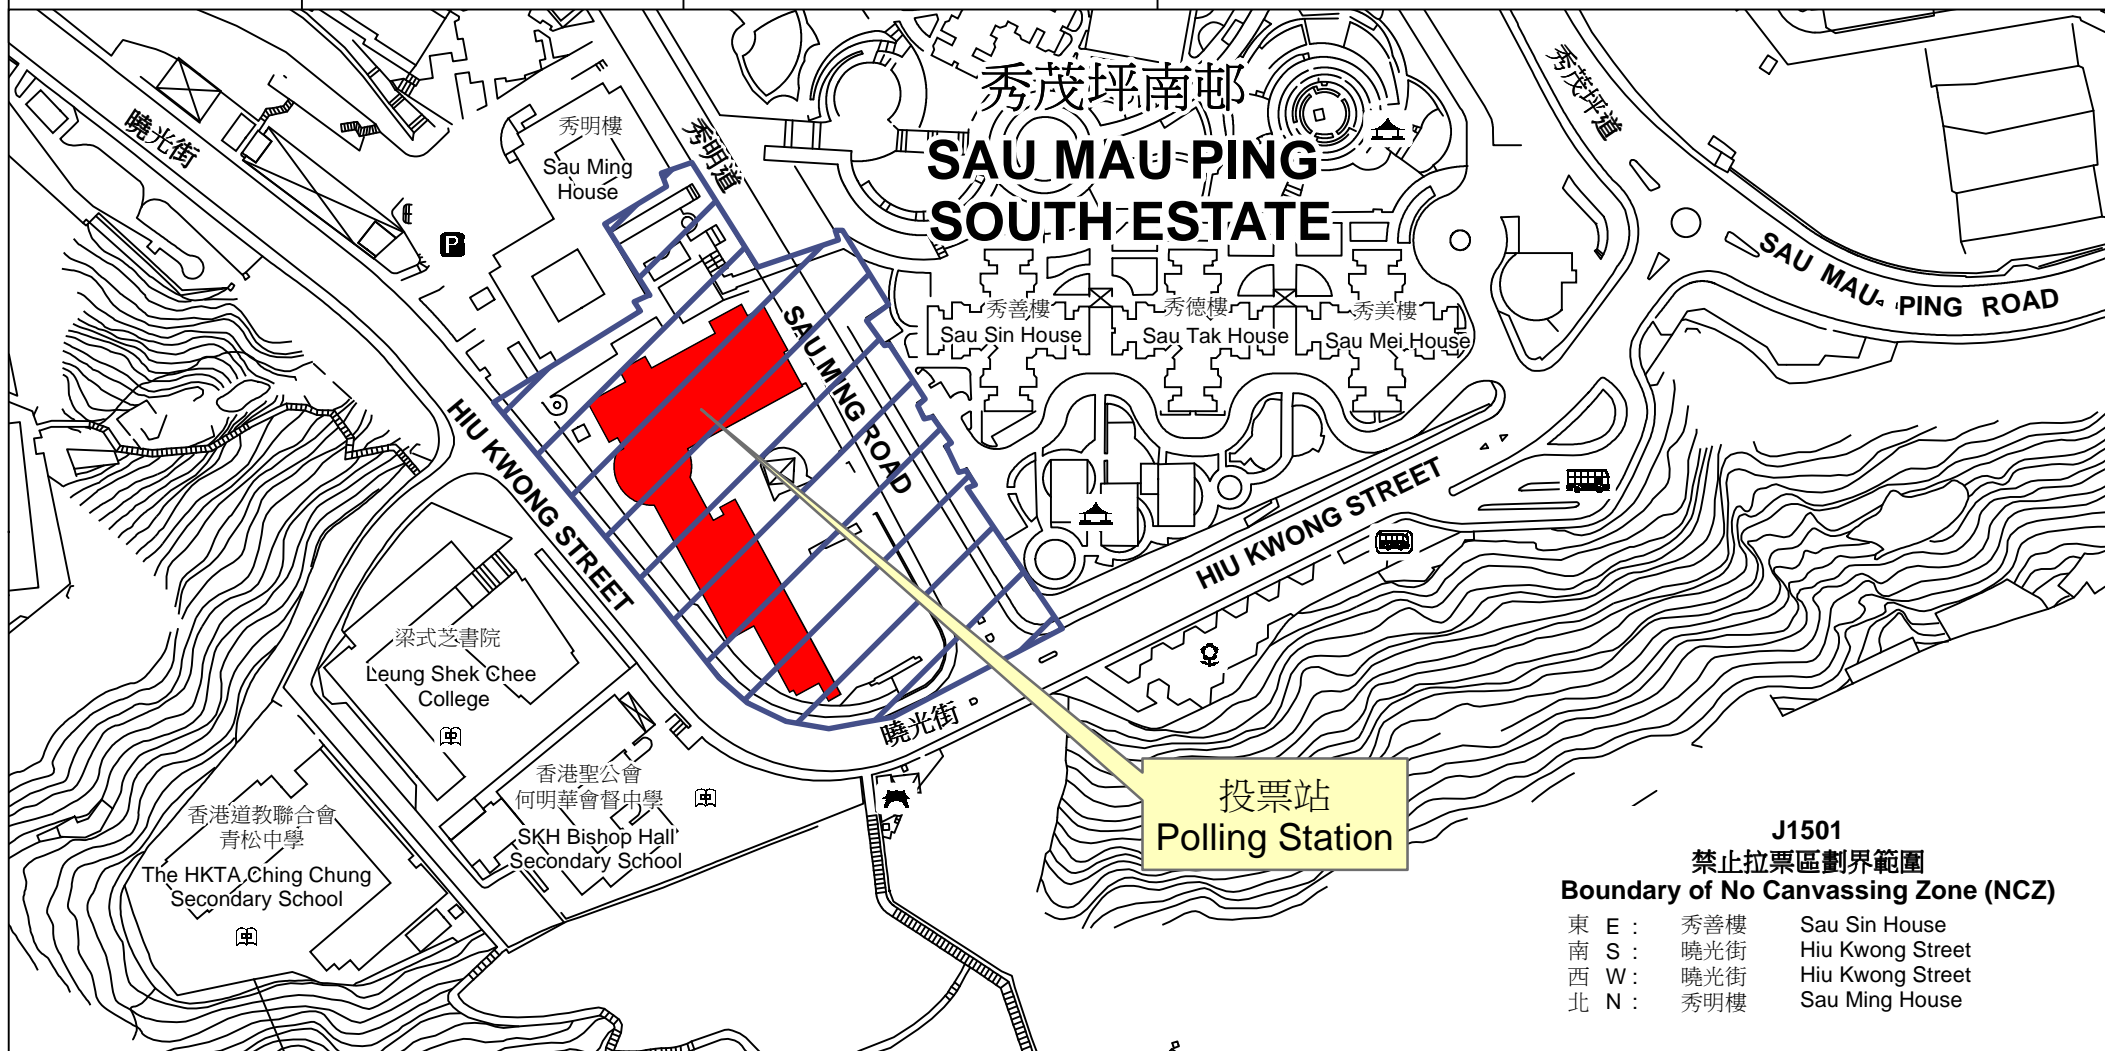 秀茂坪南邨
SAU MAU PING
SOUTH ESTATE
曉光街
秀明樓
Sau Ming
House
秀明道
秀茂坪道
P
SAU MAU PING ROAD
秀善樓
Sau Sin House
秀德樓
Sau Tak House
秀美樓
Sau Mei House
SAU MING ROAD
HIU KWONG STREET
HIU KWONG STREET
梁式芝書院
Leung Shek Chee
College
中
曉光街
香港聖公會
何明華會督中學
SKH Bishop Hall
Secondary School
中
香港道教聯合會
青松中學
The HKTA Ching Chung
Secondary School
中
投票站
Polling Station
J1501
禁止拉票區劃界範圍
Boundary of No Canvassing Zone (NCZ)
東 E : 秀善樓 Sau Sin House
南 S : 曉光街 Hiu Kwong Street
西 W : 曉光街 Hiu Kwong Street
北 N : 秀明樓 Sau Ming House